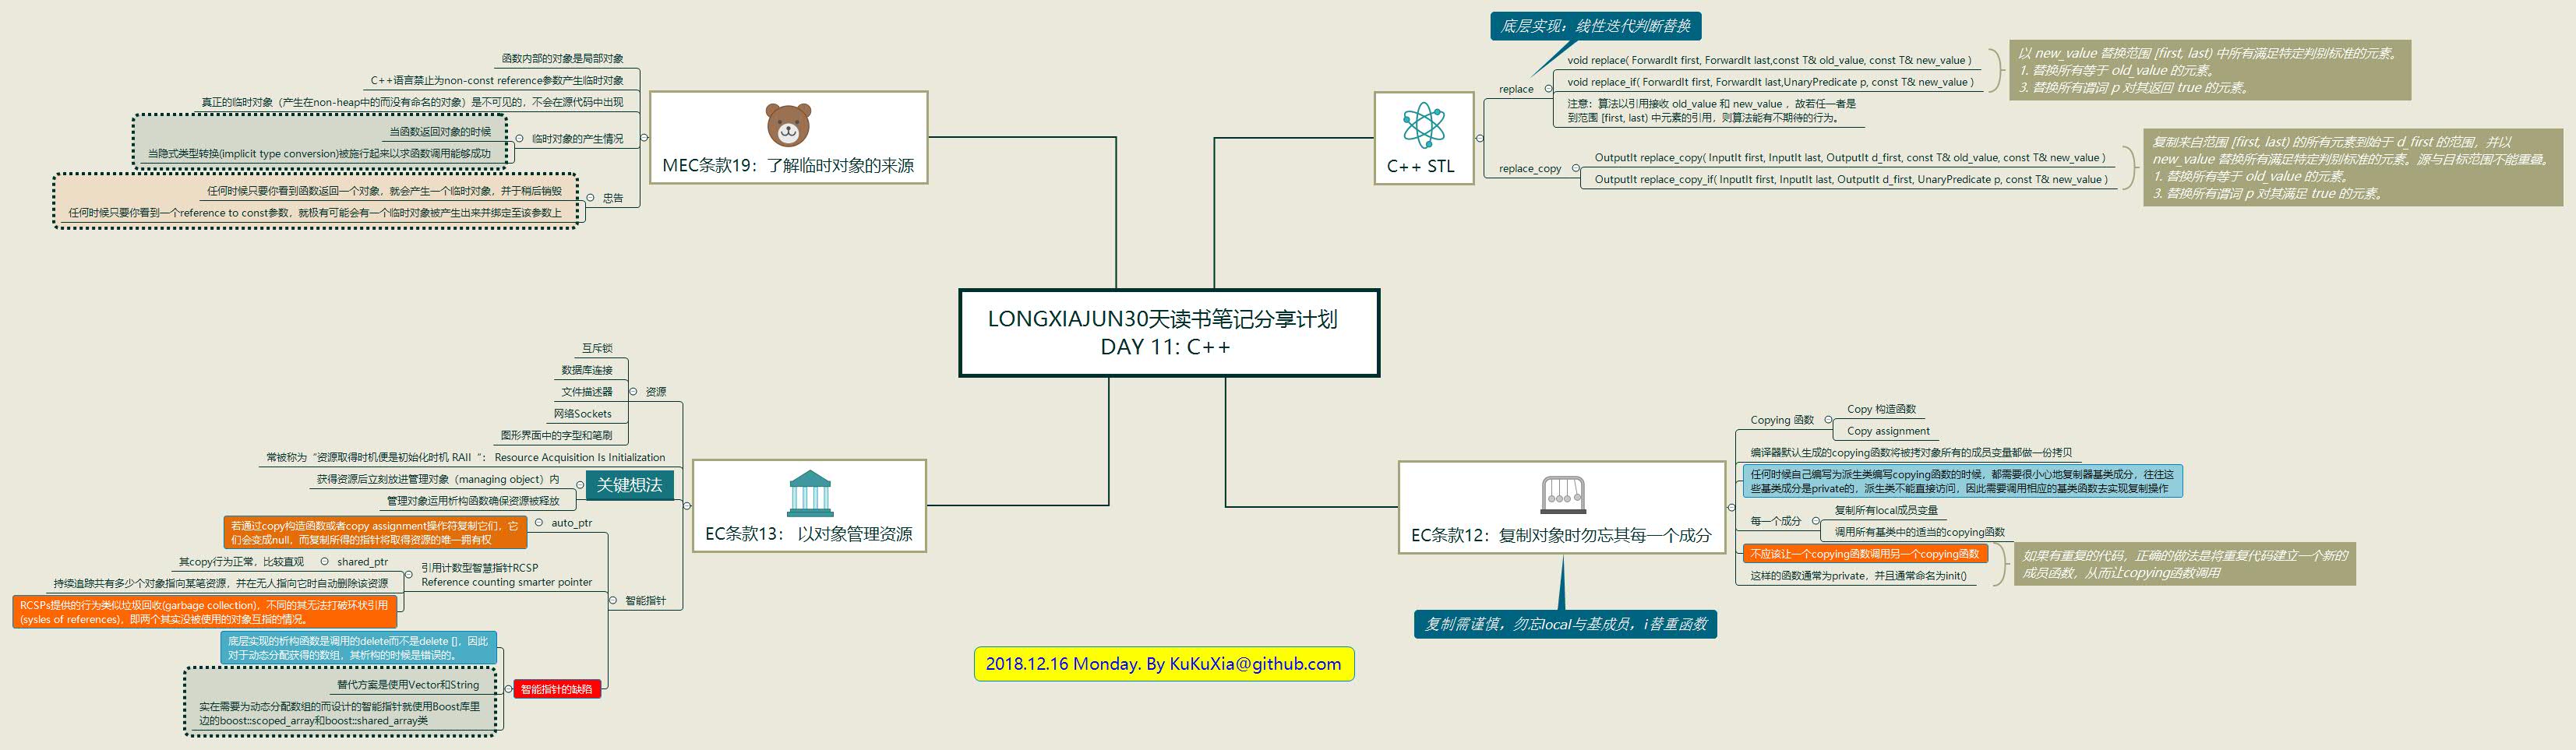 LONGXIAJUN30天读书笔记分享计划
DAY 11: C++
函数内部的对象是局部对象
C++语言禁止为non-const reference参数产生临时对象
真正的临时对象（产生在non-heap中的而没有命名的对象）是不可见的，不会在源代码中出现
当函数返回对象的时候
当隐式类型转换(implicit type conversion)被施行起来以求函数调用能够成功
临时对象的产生情况
任何时候只要你看到函数返回一个对象，就会产生一个临时对象，并于稍后销毁
任何时候只要你看到一个reference to const参数，就极有可能会有一个临时对象被产生出来并绑定至该参数上
忠告
MEC条款19：了解临时对象的来源
底层实现：线性迭代判断替换
C++ STL
replace
void replace( ForwardIt first, ForwardIt last,const T& old_value, const T& new_value )
void replace_if( ForwardIt first, ForwardIt last,UnaryPredicate p, const T& new_value )
注意：算法以引用接收 old_value 和 new_value ，故若任一者是
到范围 [first, last) 中元素的引用，则算法能有不期待的行为。
以 new_value 替换范围 [first, last) 中所有满足特定判别标准的元素。
1. 替换所有等于 old_value 的元素。
3. 替换所有谓词 p 对其返回 true 的元素。
replace_copy
OutputIt replace_copy( InputIt first, InputIt last, OutputIt d_first, const T& old_value, const T& new_value )
OutputIt replace_copy_if( InputIt first, InputIt last, OutputIt d_first, UnaryPredicate p, const T& new_value )
复制来自范围 [first, last) 的所有元素到始于 d_first 的范围，并以
new_value 替换所有满足特定判别标准的元素。源与目标范围不能重叠。
1. 替换所有等于 old_value 的元素。
3. 替换所有谓词 p 对其满足 true 的元素。
互斥锁
数据库连接
文件描述器
网络Sockets
图形界面中的字型和笔刷
资源
常被称为“资源取得时机便是初始化时机 RAII ”： Resource Acquisition Is Initialization
获得资源后立刻放进管理对象（managing object）内
管理对象运用析构函数确保资源被释放
关键想法
EC条款13： 以对象管理资源
若通过copy构造函数或者copy assignment操作符复制它们，它
们会变成null，而复制所得的指针将取得资源的唯一拥有权
auto_ptr
其copy行为正常，比较直观
shared_ptr
持续追踪共有多少个对象指向某笔资源，并在无人指向它时自动删除该资源
RCSPs提供的行为类似垃圾回收(garbage collection)，不同的其无法打破环状引用
(sysles of references)，即两个其实没被使用的对象互指的情况。
引用计数型智慧指针RCSP
Reference counting smarter pointer
智能指针
底层实现的析构函数是调用的delete而不是delete []，因此
对于动态分配获得的数组，其析构的时候是错误的。
替代方案是使用Vector和String
实在需要为动态分配数组的而设计的智能指针就使用Boost库里
边的boost::scoped_array和boost::shared_array类
智能指针的缺陷
EC条款12：复制对象时勿忘其每一个成分
Copying 函数
Copy 构造函数
Copy assignment
编译器默认生成的copying函数将被拷对象所有的成员变量都做一份拷贝
任何时候自己编写为派生类编写copying函数的时候，都需要很小心地复制器基类成分，往往这
些基类成分是private的，派生类不能直接访问，因此需要调用相应的基类函数去实现复制操作
每一个成分
复制所有local成员变量
调用所有基类中的适当的copying函数
不应该让一个copying函数调用另一个copying函数
这样的函数通常为private，并且通常命名为init()
如果有重复的代码，正确的做法是将重复代码建立一个新的
成员函数，从而让copying函数调用
复制需谨慎，勿忘local与基成员，i替重函数
2018.12.16 Monday. By KuKuXia@github.com